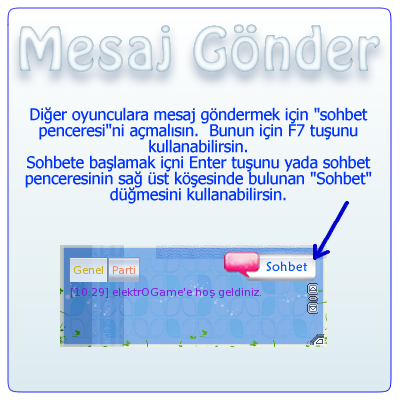 Mesaj Gönder
Diğer oyunculara mesaj göndermek için "sohbet
penceresi"ni açmalısın. Bunun için F7 tuşunu
kullanabilirsin.
Sohbete başlamak içni Enter tuşunu yada sohbet
penceresinin sağ üst köşesinde bulunan "Sohbet"
düğmesini kullanabilirsin.
Sohbet
Genel Parti
[10:29] elektrOGame'e hoş geldiniz.